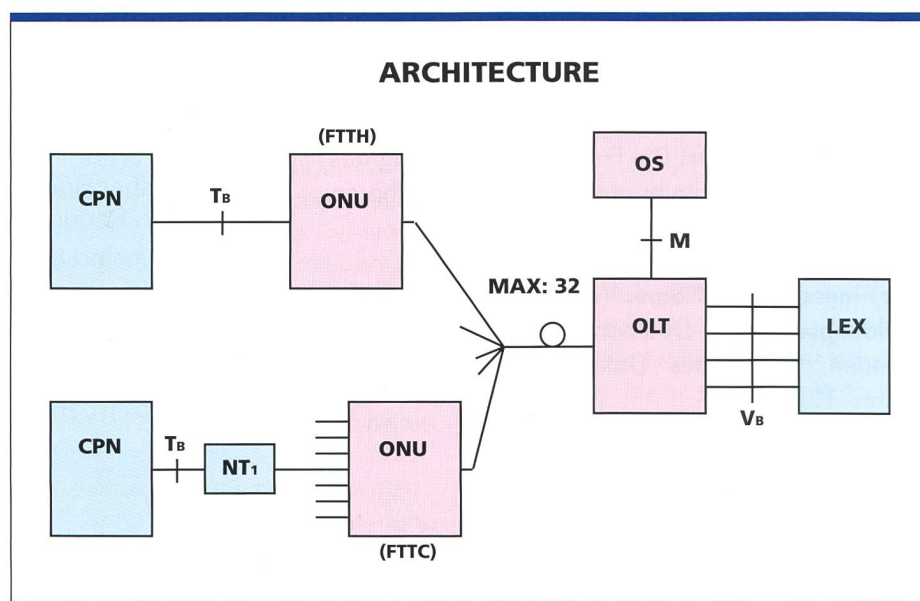 ARCHITECTURE
(FTTH)
CPN
TB
ONU
OS
M
MAX: 32
OLT
LEX
VB
CPN
TB
NT1
ONU
(FTTC)